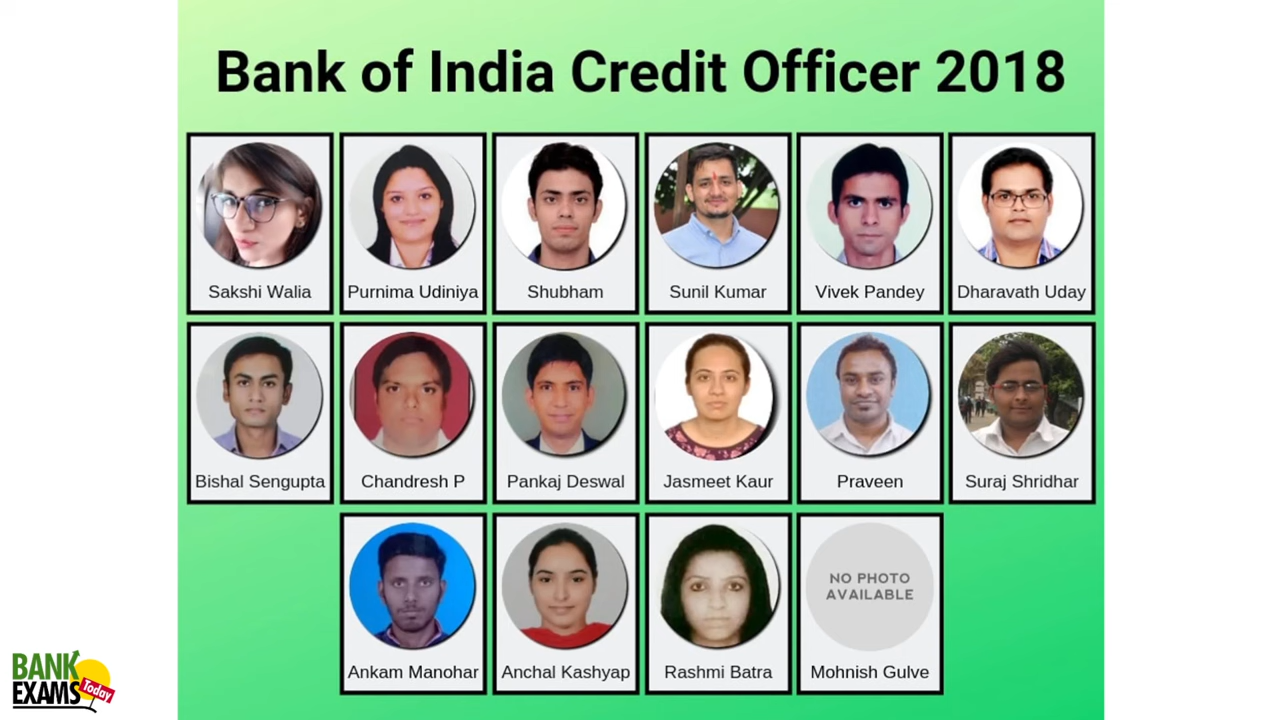 Bank of India Credit Officer 2018
Sakshi Walia
Purnima Udiniya
Shubham
Sunil Kumar
Vivek Pandey
Dharavath Uday
Bishal Sengupta
Chandresh P
Pankaj Deswal
Jasmeet Kaur
Praveen
Suraj Shridhar
NO PHOTO
AVAILABLE
Ankam Manohar
Anchal Kashyap
Rashmi Batra
Mohnish Gulve
BANK
EXAMS
Today